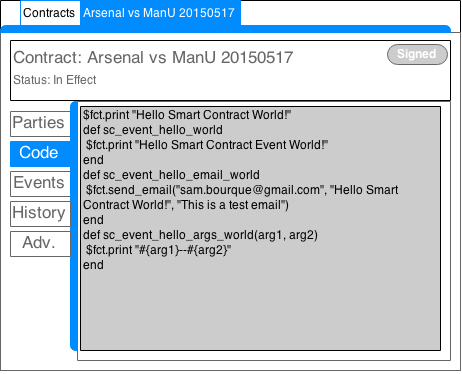 Contracts Arsenal vs ManU 20150517
Contract: Arsenal vs ManU 20150517
Signed
Status: In Effect
Parties
Code
Events
History
Adv.
$fct.print "Hello Smart Contract World!"
def sc_event_hello_world
$fct.print "Hello Smart Contract Event World!"
end
def sc_event_hello_email_world
$fct.send_email("sam.bourque@gmail.com", "Hello Smart
Contract World!", "This is a test email")
end
def sc_event_hello_args_world(arg1, arg2)
$fct.print "#{arg1}--#{arg2}"
end